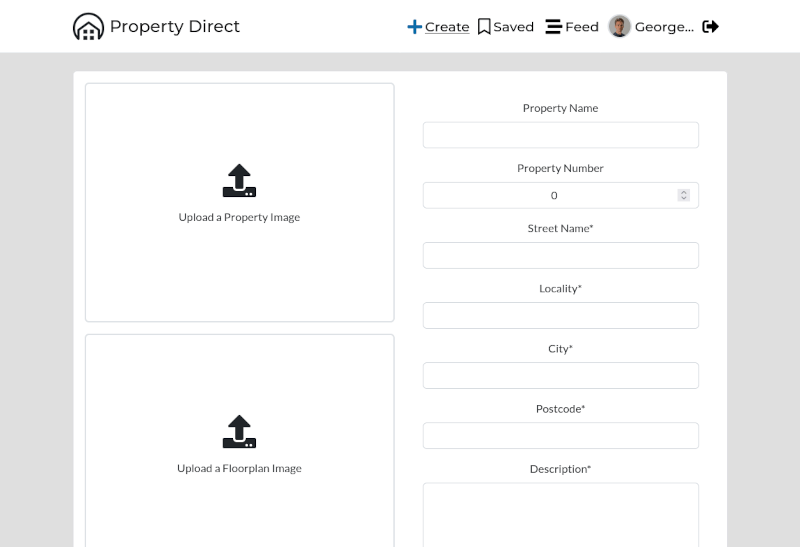 Property Direct
Create
Saved
Feed
George...
Upload a Property Image
Upload a Floorplan Image
Property Name
Property Number
0
Street Name*
Locality*
City*
Postcode*
Description*